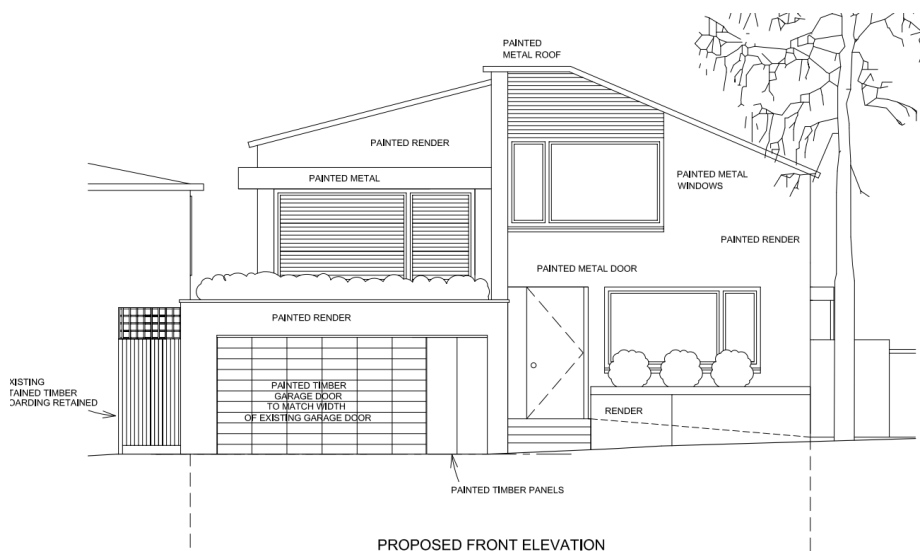 PAINTED
METAL ROOF
PAINTED RENDER
PAINTED METAL
PAINTED METAL
WINDOWS
PAINTED RENDER
PAINTED METAL DOOR
PAINTED RENDER
PAINTED TIMBER
GARAGE DOOR
TO MATCH WIDTH
OF EXISTING GARAGE DOOR
XISTING
TAINED TIMBER
OARDING RETAINED
RENDER
PAINTED TIMBER PANELS
PROPOSED FRONT ELEVATION